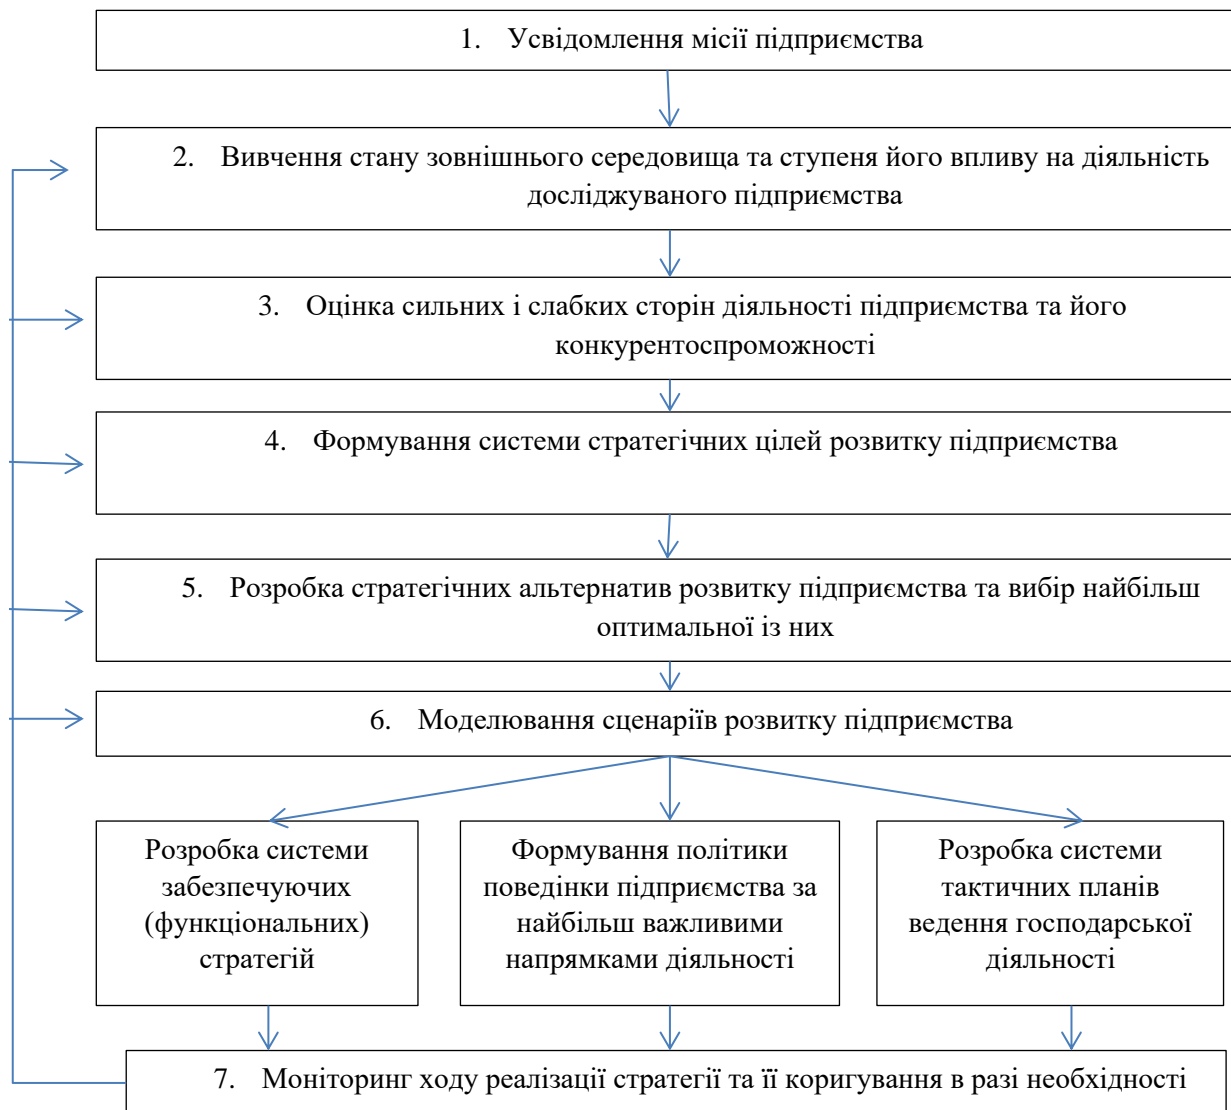 1. Усвідомлення місії підприємства
2. Вивчення стану зовнішнього середовища та ступеня його впливу на діяльність
досліджуваного підприємства
3. Оцінка сильних і слабких сторін діяльності підприємства та його
конкурентоспроможності
4. Формування системи стратегічних цілей розвитку підприємства
5. Розробка стратегічних альтернатив розвитку підприємства та вибір найбільш
оптимальної із них
6. Моделювання сценаріїв розвитку підприємства
Розробка системи
забезпечуючих
(функціональних)
стратегій
Формування політики
поведінки підприємства за
найбільш важливими
напрямками діяльності
Розробка системи
тактичних планів
ведення господарської
діяльності
7. Моніторинг ходу реалізації стратегії та її коригування в разі необхідності